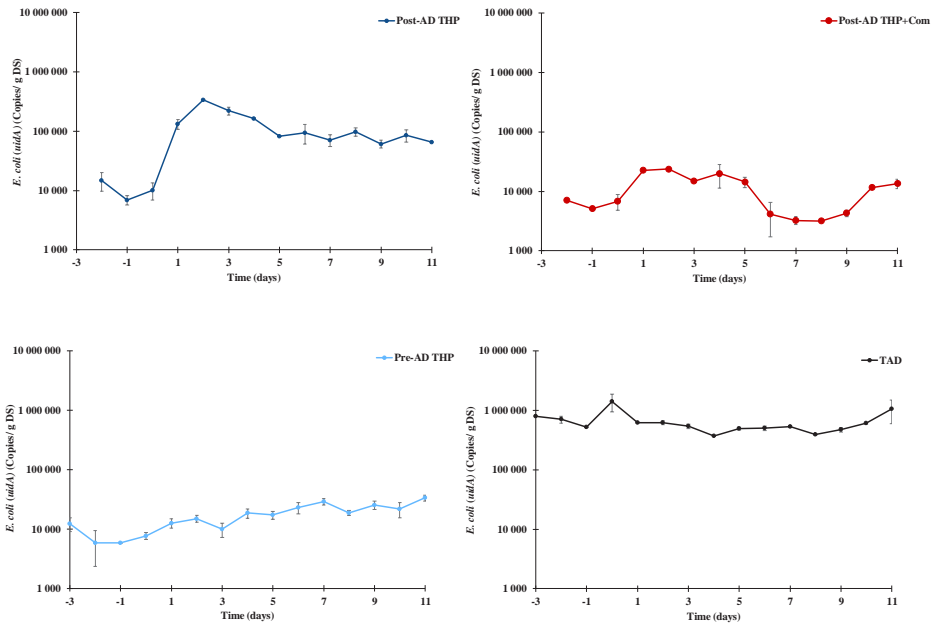 Post-AD THP
10 000 000
1 000 000
100 000
10 000
1 000
E. coli (uidA) (Copies/ g DS)
-3 -1 1 3 5 7 9 11
Time (days)
Post-AD THP+Com
10 000 000
1 000 000
100 000
10 000
1 000
E. coli (uidA) (Copies/ g DS)
-3 -1 1 3 5 7 9 11
Time (days)
Pre-AD THP
10 000 000
1 000 000
100 000
10 000
1 000
E. coli (uidA) (Copies/ g DS)
-3 -1 1 3 5 7 9 11
Time (days)
TAD
10 000 000
1 000 000
100 000
10 000
1 000
E. coli (uidA) (Copies/ g DS)
-3 -1 1 3 5 7 9 11
Time (days)